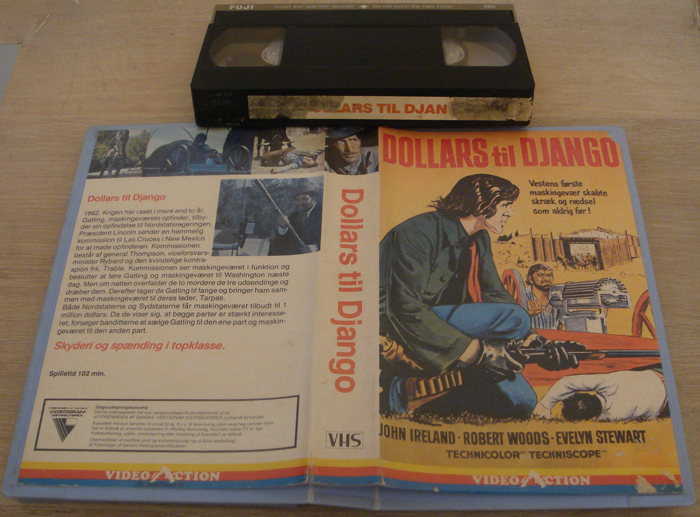 FUJI
DOLLARS TIL DJAN
Dollars til Django
1862. Krigen har raset i mere end to år.
Gatling, maskingeværets opfinder, tilby-
der sin opfindelse til Nordstatsregeringen.
Præsident Lincoln sender en hemmelig
kommission til Las Cruces i New Mexico
for at møde opfinderen. Kommissionen
består af general Thompson, viceforsvars-
minister Rybard og den kvindelige kontra-
spion frk. Trable. Kommissionen ser maskingeværet i funktion og
beslutter at føre Gatling og maskingeværet til Washington næste
dag. Men om natten overfalder de to mordere de tre udsendinge og
dræber dem. Derefter tager de Gatling til fange og bringer ham sam-
men med maskingeværet til deres leder, Tarpas.
Både Nordstaterne og Sydstaterne får maskingeværet tilbudt til 1
million dollars. Da de viser sig, at begge parter er stærkt interesse-
ret, forsøger banditterne at sælge Gatling til den ene part og maskin-
geværet til den anden part.
Skyderi og spænding i topklasse.
Spilletid 102 min.
VIDEOGRAM
VIDEO ACTION
Dollars til Django
VHS
DOLLARS til DJANGO
Vestens første
maskingevær skabte
skræk og rædsel
som aldrig før!
JOHN IRELAND · ROBERT WOODS · EVELYN STEWART
TECHNICOLOR TECHNISCOPE
VIDEO ACTION